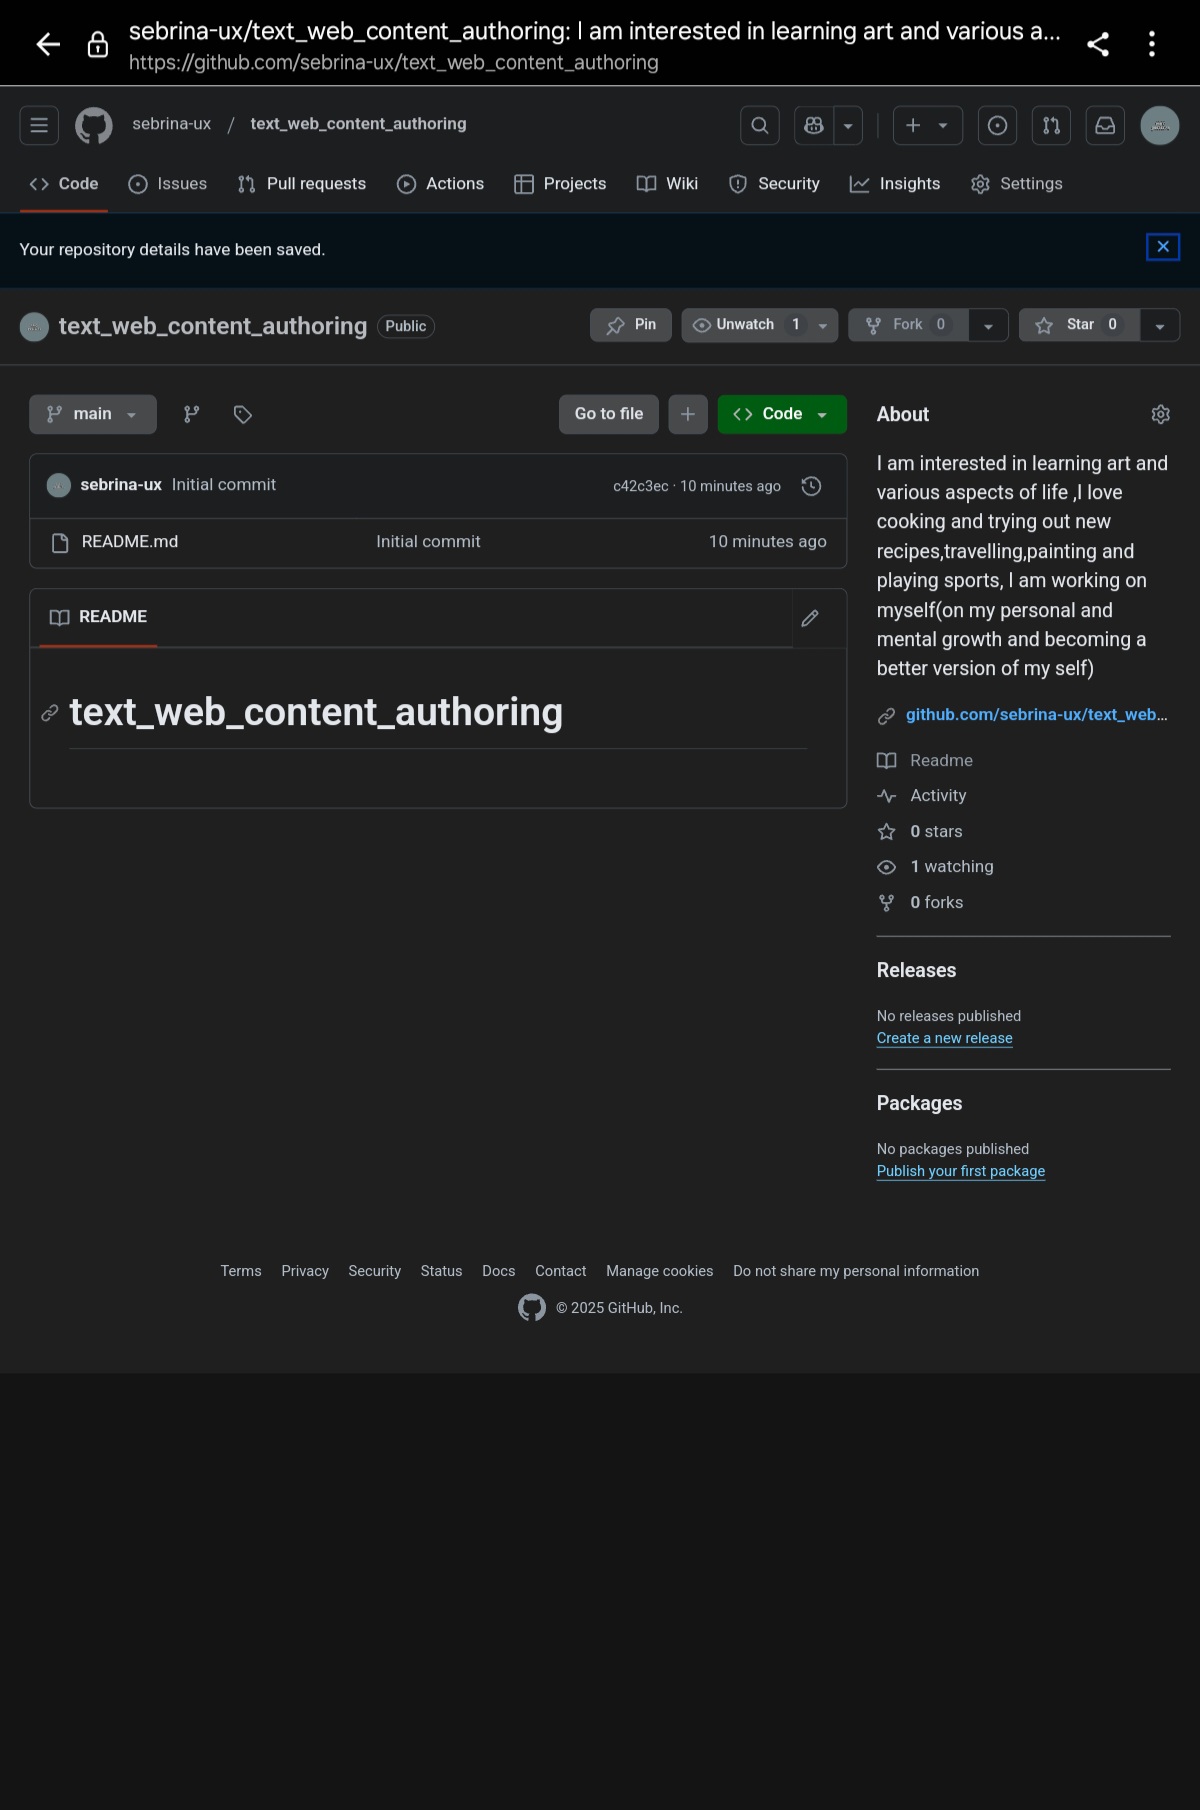 sebrina-ux/text_web_content_authoring: I am interested in learning art and various a...
https://github.com/sebrina-ux/text_web_content_authoring
sebrina-ux / text_web_content_authoring
Code Issues Pull requests Actions Projects Wiki Security Insights Settings
Your repository details have been saved.
text_web_content_authoring Public
Pin Unwatch 1 Fork 0 Star 0
main Go to file Code
sebrina-ux Initial commit c42c3ec · 10 minutes ago
README.md Initial commit 10 minutes ago
README
text_web_content_authoring
About
I am interested in learning art and
various aspects of life ,I love
cooking and trying out new
recipes,travelling,painting and
playing sports, I am working on
myself(on my personal and
mental growth and becoming a
better version of my self)
github.com/sebrina-ux/text_web...
Readme
Activity
0 stars
1 watching
0 forks
Releases
No releases published
Create a new release
Packages
No packages published
Publish your first package
Terms Privacy Security Status Docs Contact Manage cookies Do not share my personal information
© 2025 GitHub, Inc.